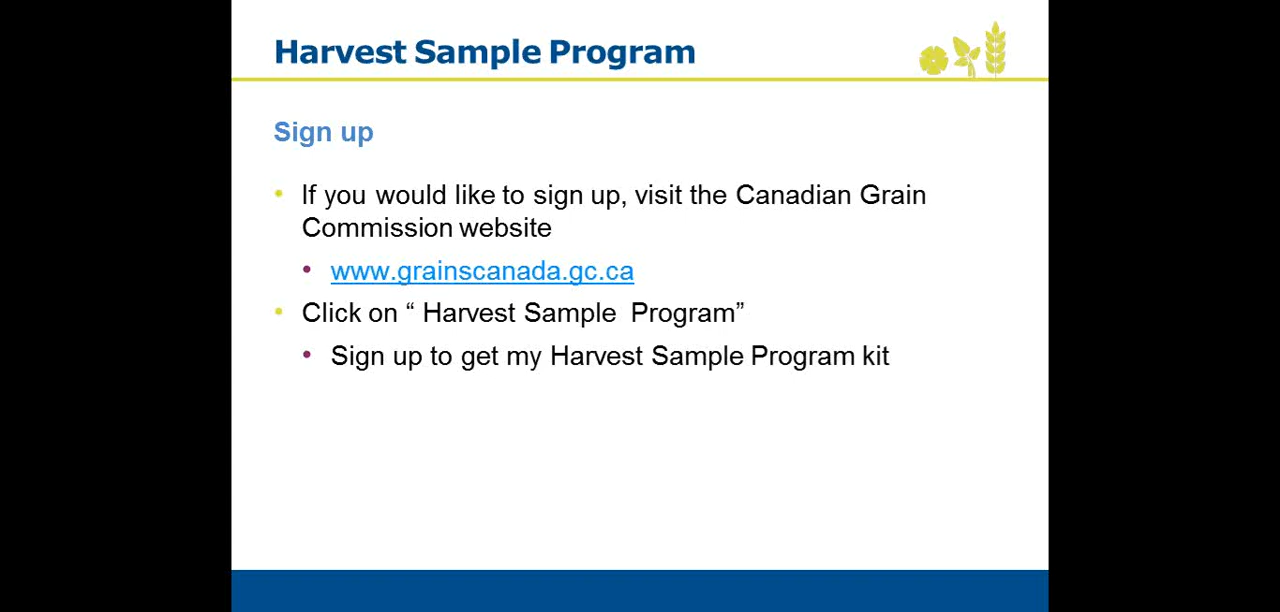 Harvest Sample Program
Sign up
• If you would like to sign up, visit the Canadian Grain
Commission website
• www.grainscanada.gc.ca
• Click on “ Harvest Sample  Program”
• Sign up to get my Harvest Sample Program kit